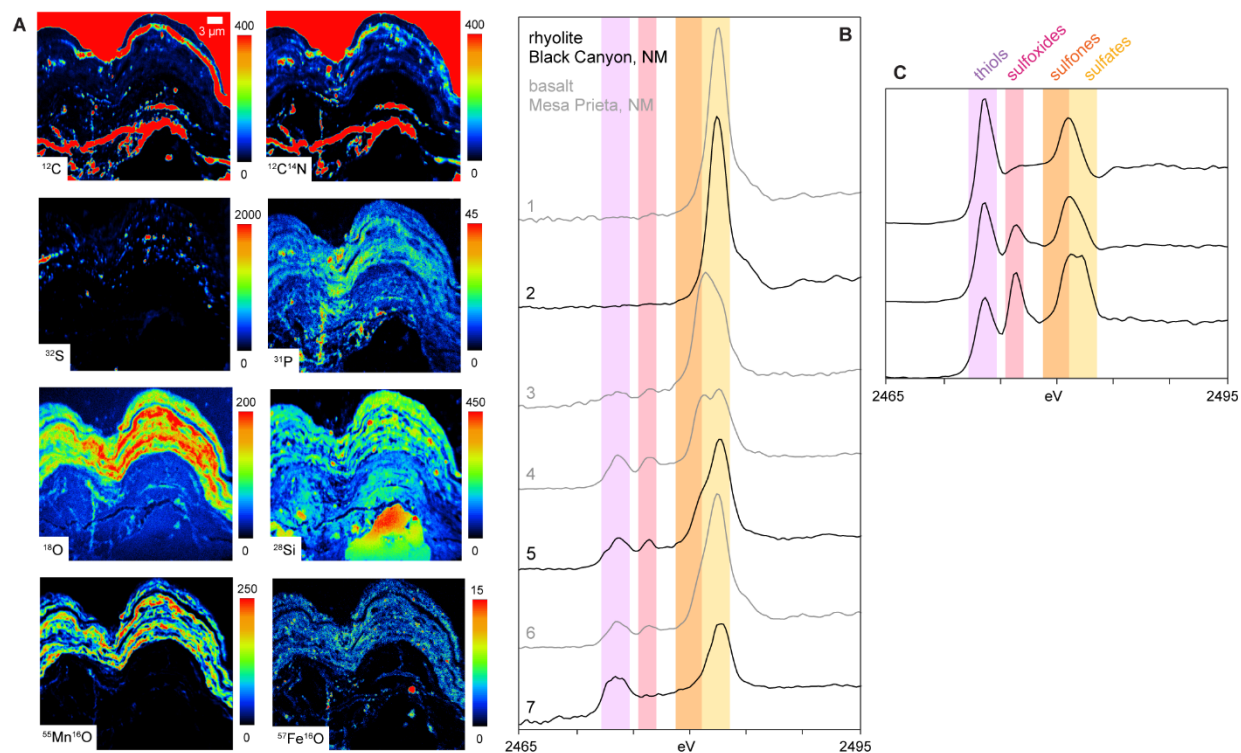 A
3 µm
400
0
¹²C
400
0
¹²C¹⁴N
2000
0
³²S
45
0
³¹P
200
0
¹⁸O
450
0
²⁸Si
250
0
⁵⁵Mn¹⁶O
15
0
⁵⁷Fe¹⁶O
B
rhyolite
Black Canyon, NM
basalt
Mesa Prieta, NM
1
2
3
4
5
6
7
2465 eV 2495
C
thiols
sulfoxides
sulfones
sulfates
2465 eV 2495